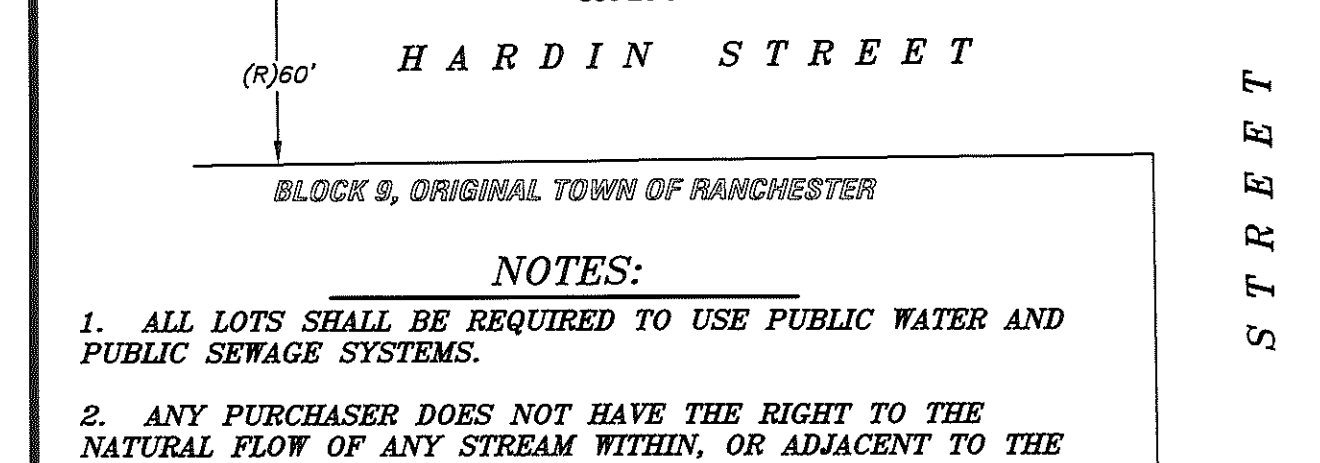 HARDIN STREET
(R)60'
STREET
BLOCK 9, ORIGINAL TOWN OF RANCHESTER
NOTES:
1. ALL LOTS SHALL BE REQUIRED TO USE PUBLIC WATER AND
PUBLIC SEWAGE SYSTEMS.
2. ANY PURCHASER DOES NOT HAVE THE RIGHT TO THE
NATURAL FLOW OF ANY STREAM WITHIN, OR ADJACENT TO THE